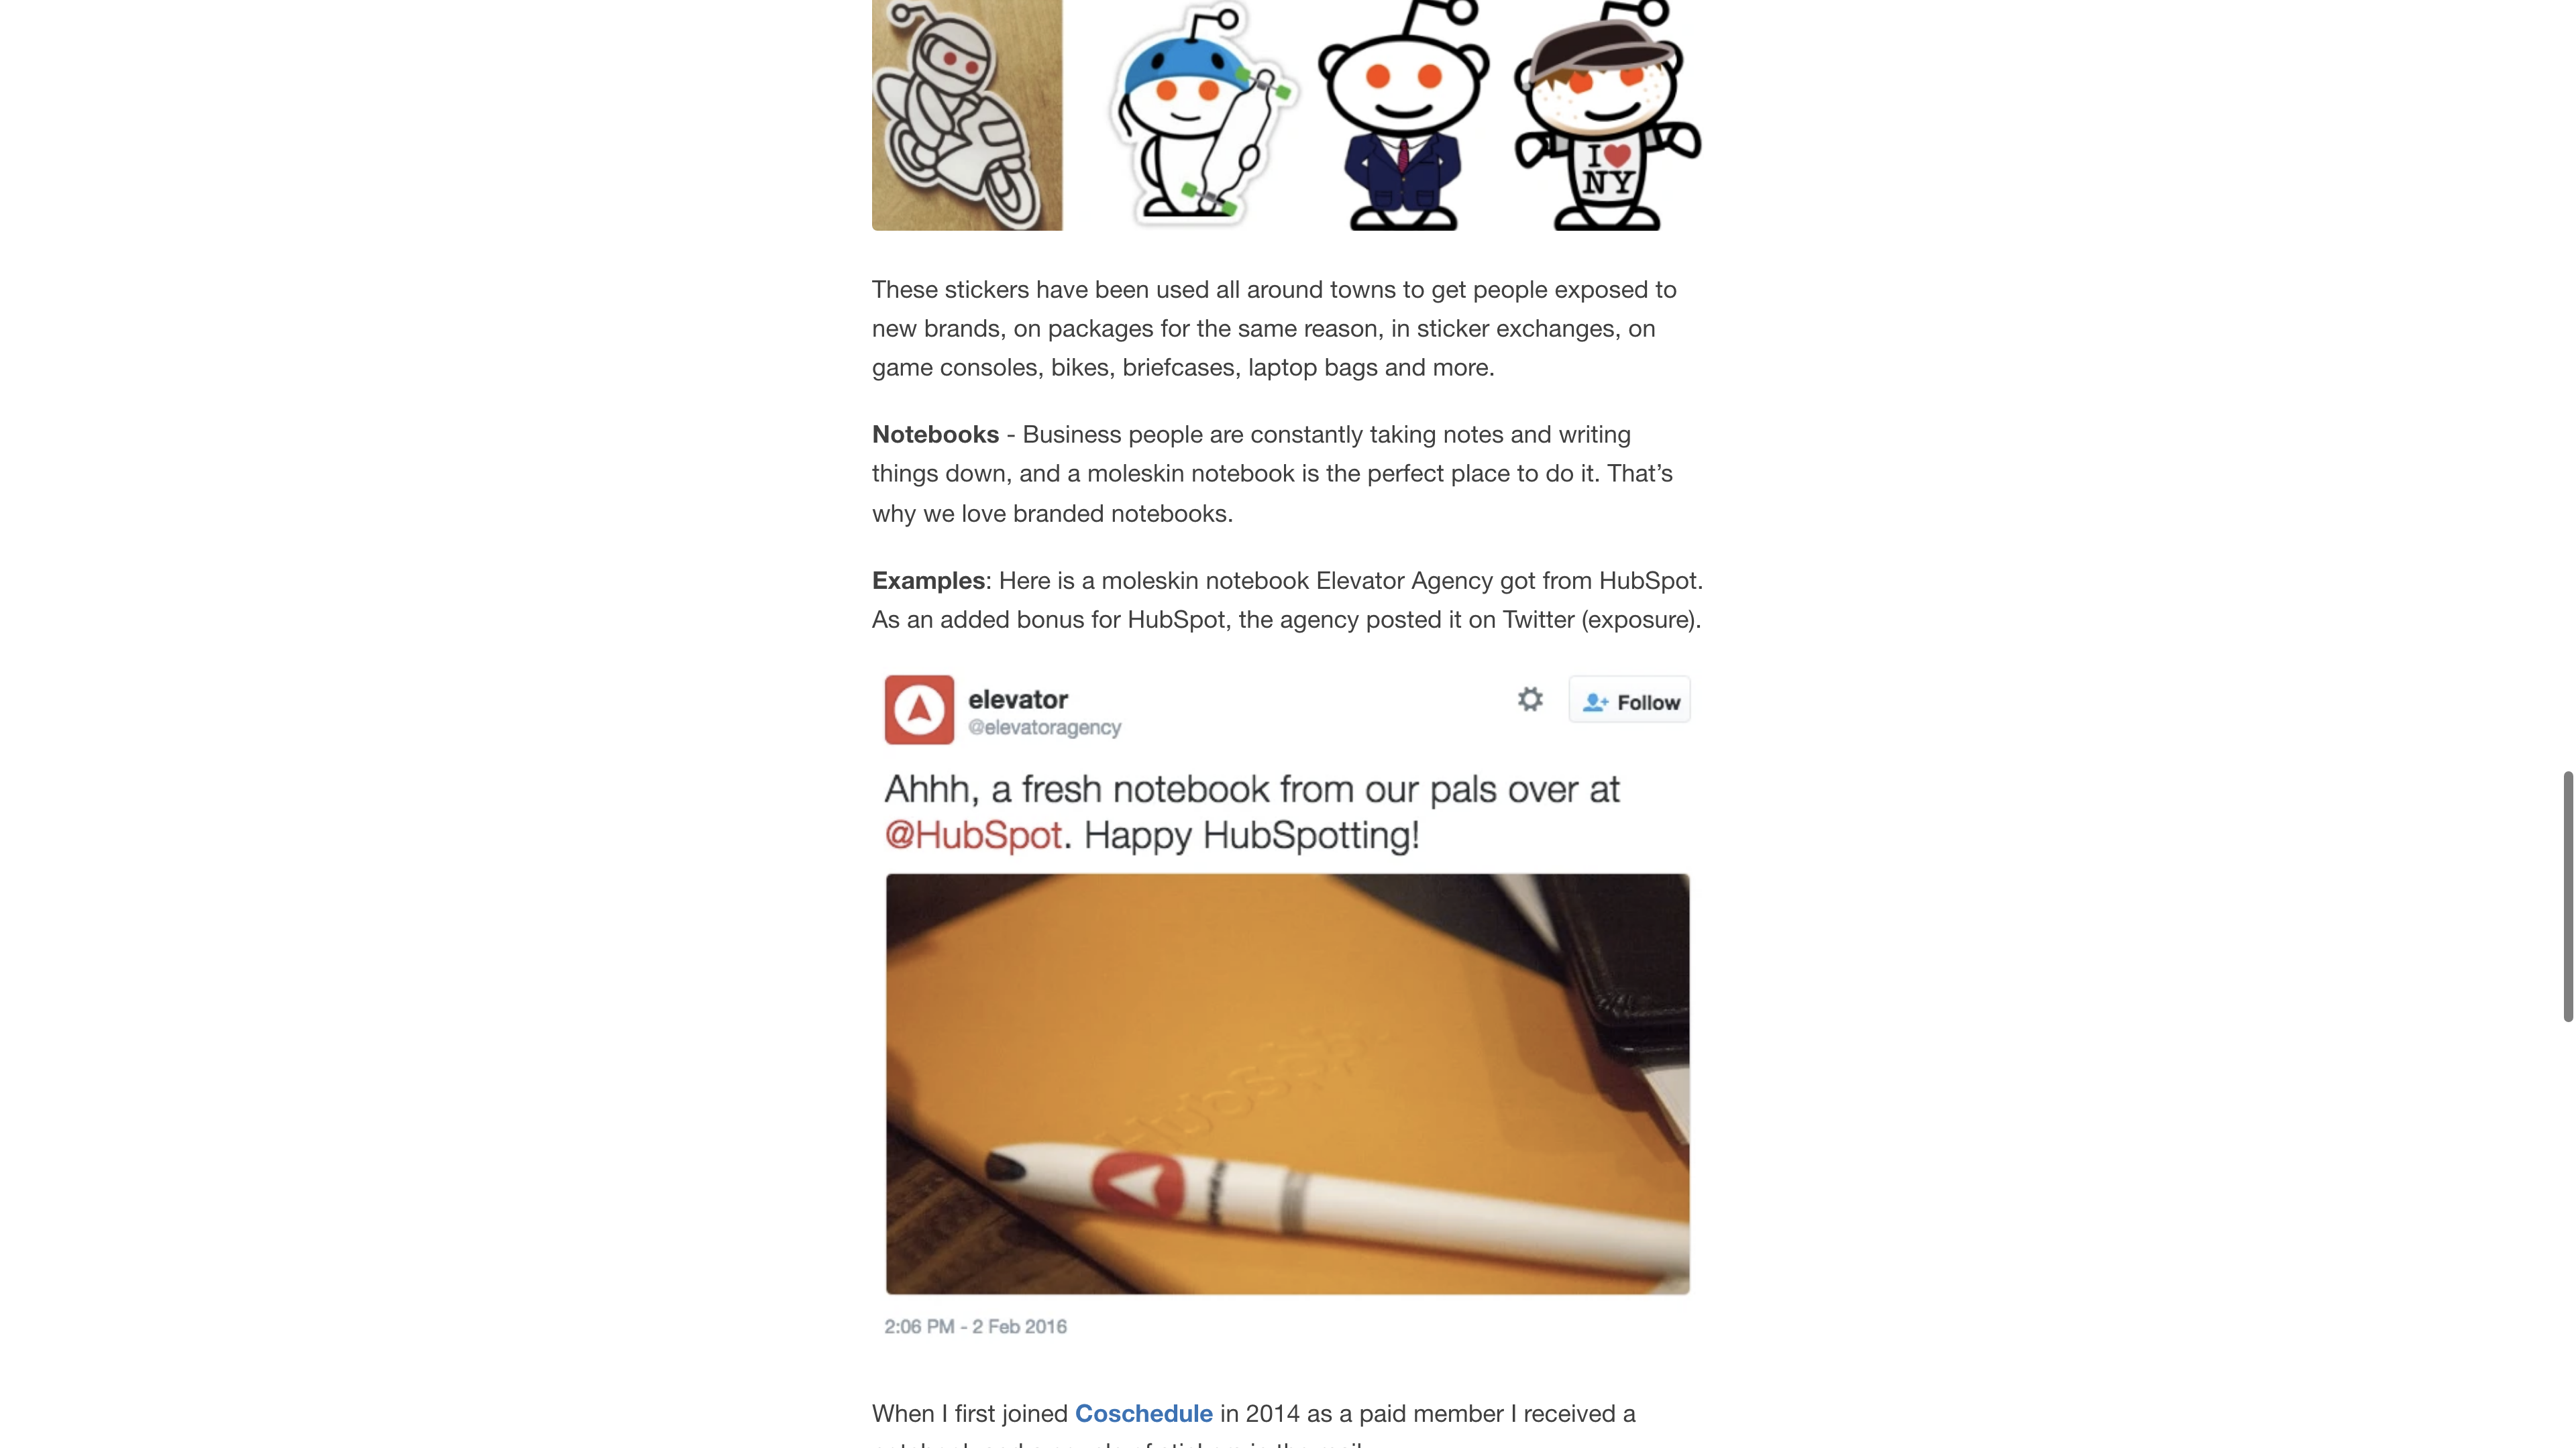 I
NY
These stickers have been used all around towns to get people exposed to
new brands, on packages for the same reason, in sticker exchanges, on
game consoles, bikes, briefcases, laptop bags and more.
Notebooks - Business people are constantly taking notes and writing
things down, and a moleskin notebook is the perfect place to do it. That’s
why we love branded notebooks.
Examples: Here is a moleskin notebook Elevator Agency got from HubSpot.
As an added bonus for HubSpot, the agency posted it on Twitter (exposure).
elevator
@elevatoragency
Follow
Ahhh, a fresh notebook from our pals over at
@HubSpot. Happy HubSpotting!
HubSpot
2:06 PM - 2 Feb 2016
When I first joined Coschedule in 2014 as a paid member I received a